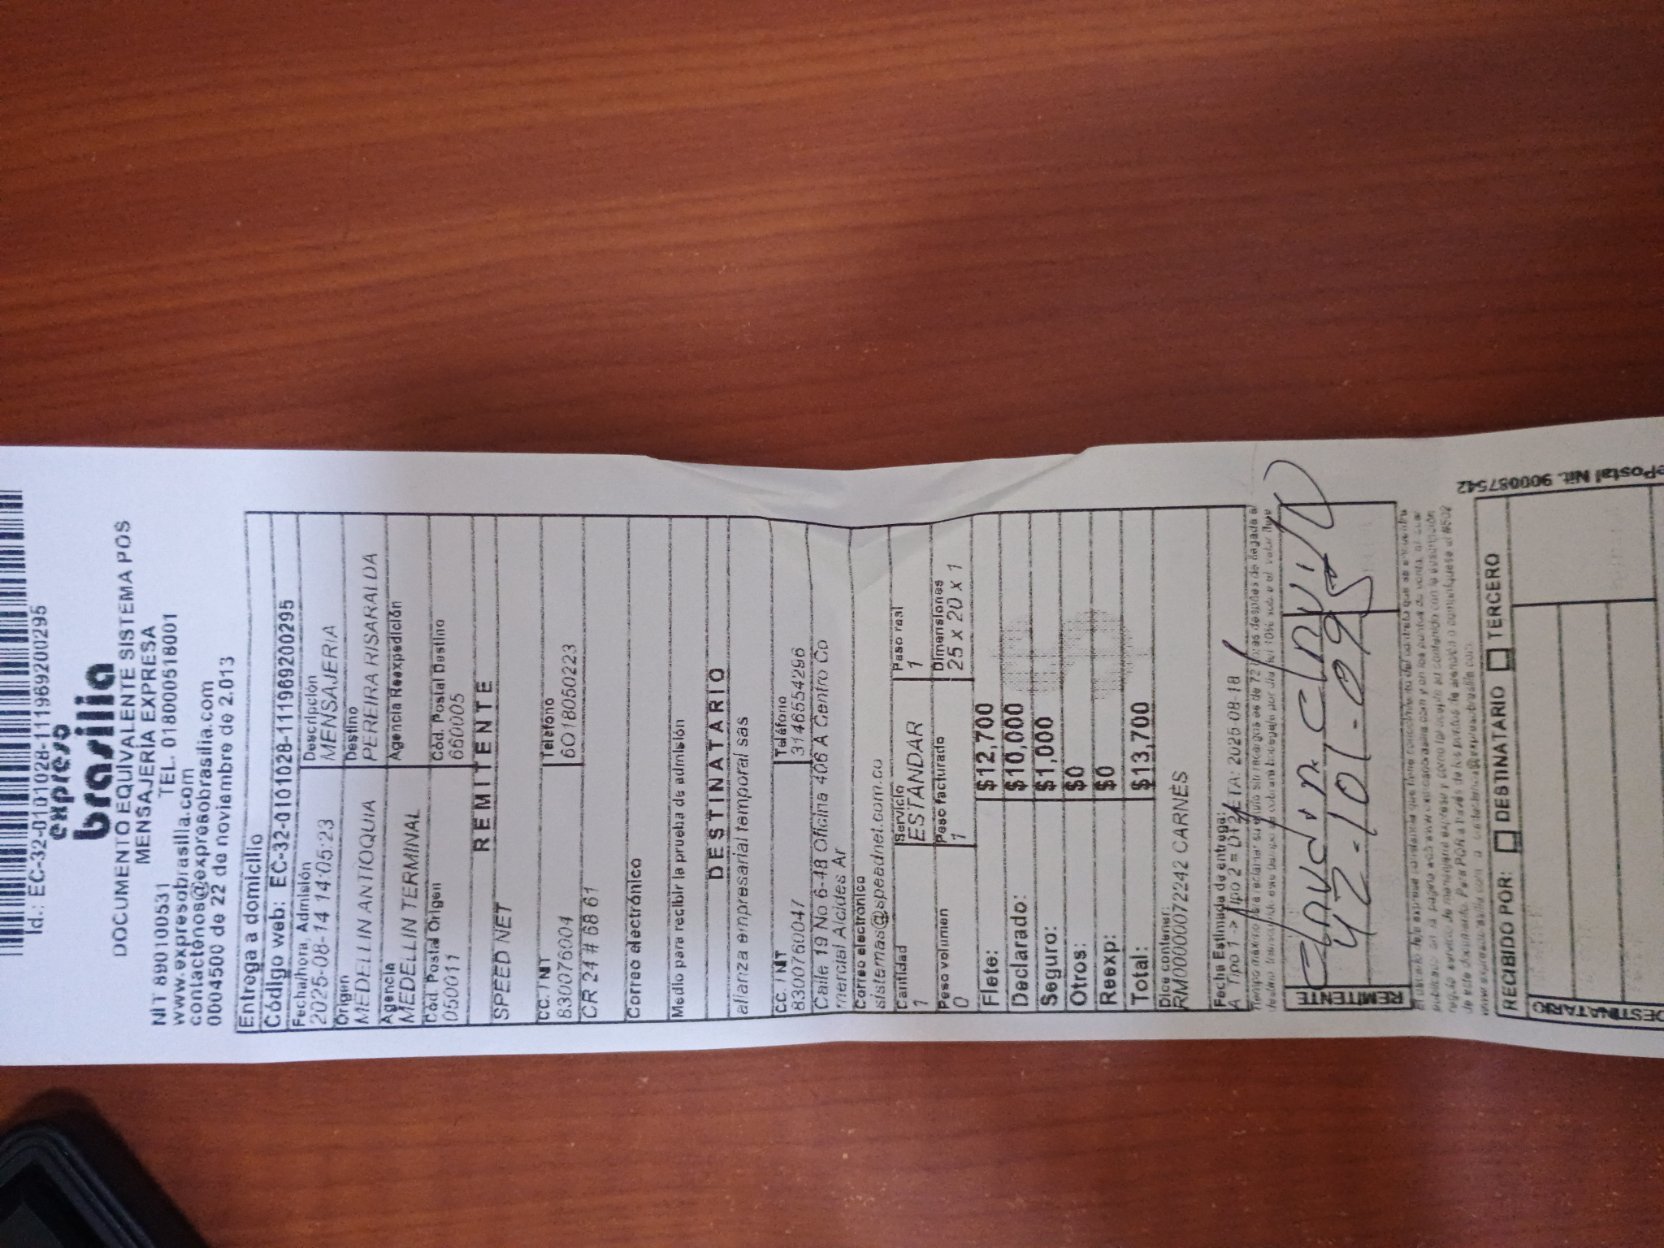 Id.: EC-32-0101028-111969200295
expreso
brasilia
DOCUMENTO EQUIVALENTE SISTEMA POS
MENSAJERIA EXPRESA
NIT 890100531 TEL. 018000518001
www.expresobrasilia.com
contactenos@expresobrasilia.com
0004500 de 22 de noviembre de 2.013
Entrega a domicilio
Código web: EC-32-0101028-111969200295
Fecha/hora, Admisión Descripción
2025-08-14 14:05:23 MENSAJERIA
Origen Destino
MEDELLIN ANTIOQUIA PEREIRA RISARALDA
Agencia Agencia Reexpedición
MEDELLIN TERMINAL
Cód. Postal Origen Cód. Postal Destino
050011 660005
REMITENTE
SPEED NET
CC. / NIT Teléfono
830076004 6018050223
CR 24 # 68 61
Correo electrónico
Medio para recibir la prueba de admisión
DESTINATARIO
alianza empresarial temporal sas
CC. / NIT Teléfono
8300760047 3146554296
Calle 19 No 6-48 Oficina 406 A Centro Co
mercial Alcides Ar
Correo electrónico
sistemas@speednet.com.co
Cantidad Servicio Peso real
1 ESTÁNDAR 1
Peso volumen Peso facturado Dimensiones
0 1 25 x 20 x 1
Flete: $12,700
Declarado: $10,000
Seguro: $1,000
Otros: $0
Reexp: $0
Total: $13,700
Dice contener:
RM000000072242 CARNÉS
Fecha Estimada de entrega:
REMITENTE
RECIBIDO POR: DESTINATARIO TERCERO
DESTINATARIO
ePostal Nit. 900087542